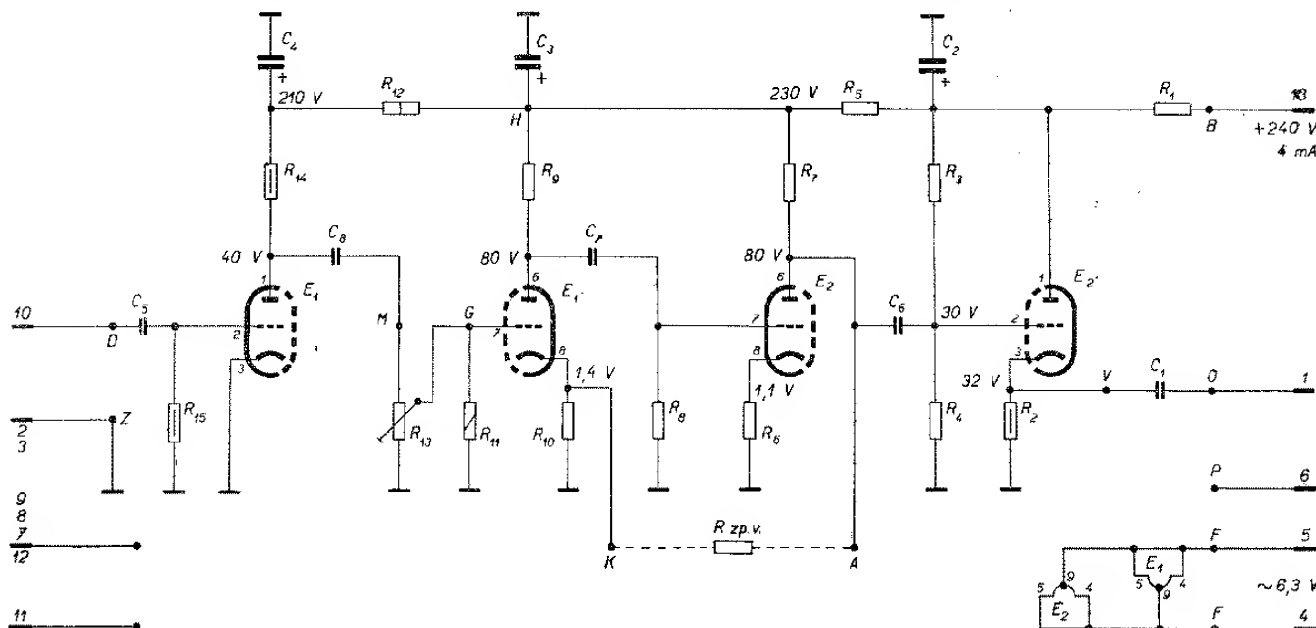 C4
C3
C2
+
+
+
210 V
R12
H
230 V
R5
R1
B
13
+240 V
4 mA
R14
R9
R7
R3
40 V
C8
80 V
C7
80 V
1
E1
6
E1'
6
E2
1
E2'
10
D
C5
2
3
M
G
7
8
7
8
C6
30 V
2
3
1,4 V
1,1 V
32 V
V
C1
O
1
2
3
Z
R15
R13
R11
R10
R8
R6
R4
R2
9
8
7
12
P
6
K
R zp.v.
A
F
5
E1
5
9
4
5
9
4
E2
~6,3 V
11
F
4